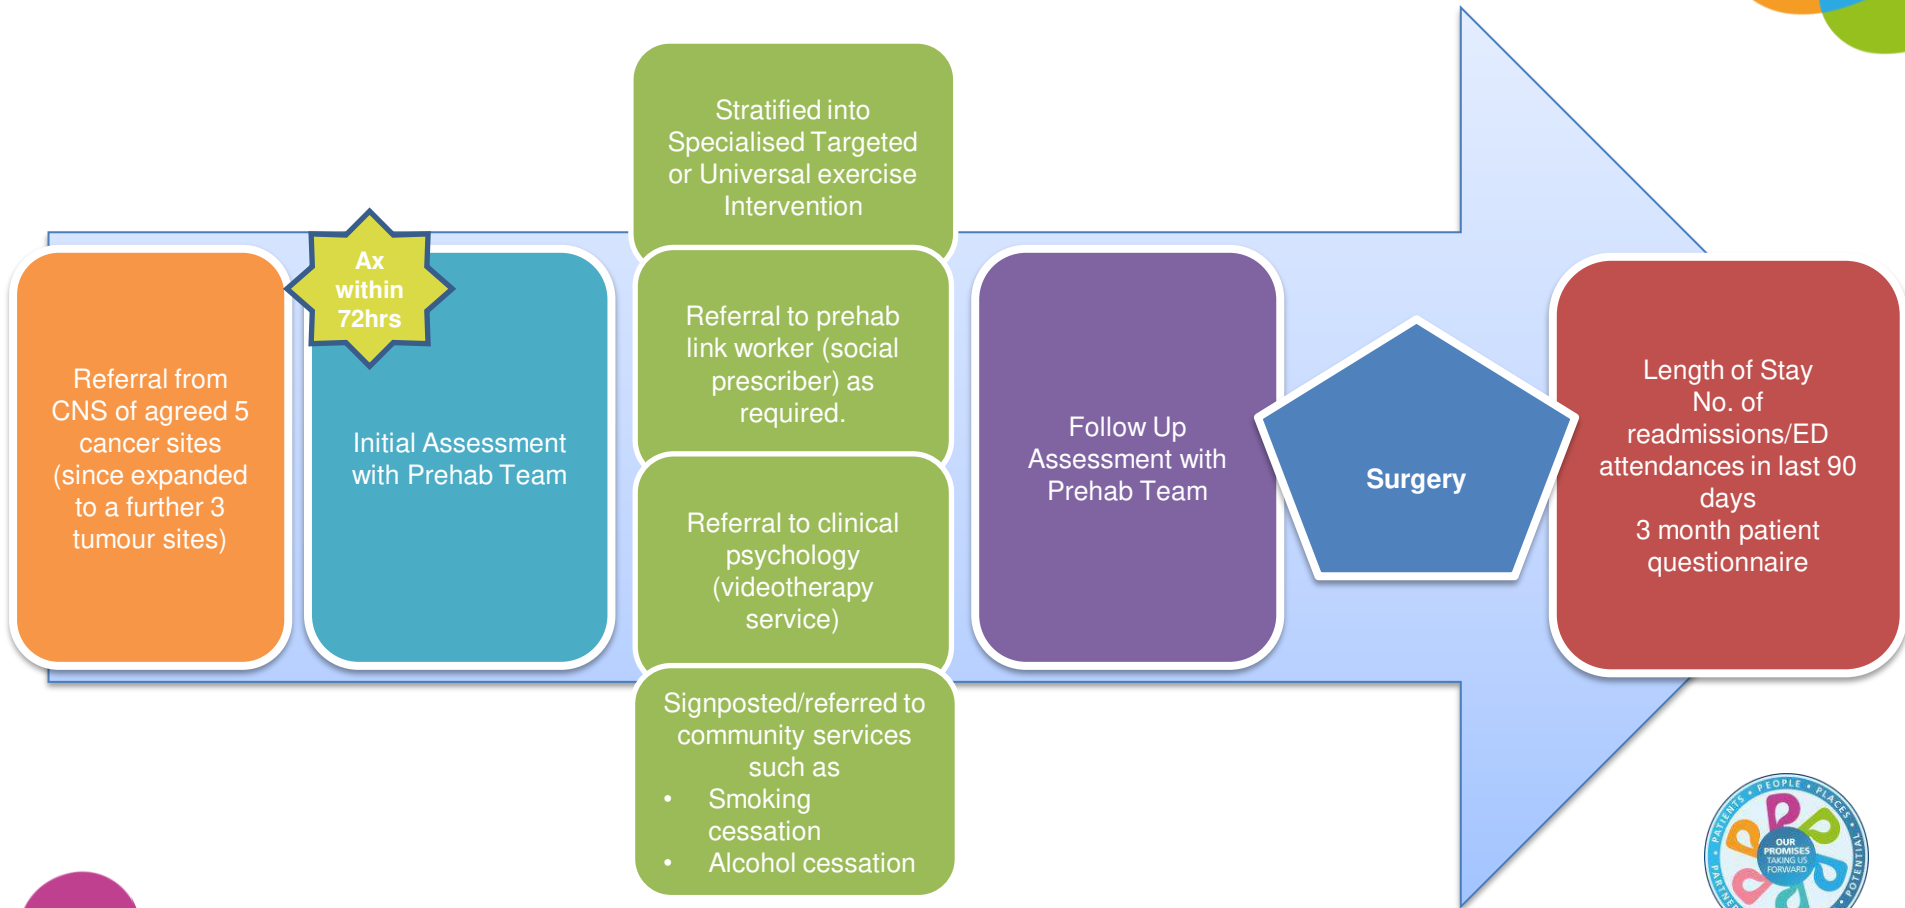 Referral from
CNS of agreed 5
cancer sites
(since expanded
to a further 3
tumour sites)
Ax
within
72hrs
Initial Assessment
with Prehab Team
Stratified into
Specialised Targeted
or Universal exercise
Intervention
Referral to prehab
link worker (social
prescriber) as
required.
Referral to clinical
psychology
(videotherapy
service)
Signposted/referred to
community services
such as
• Smoking
cessation
• Alcohol cessation
Follow Up
Assessment with
Prehab Team
Surgery
Length of Stay
No. of
readmissions/ED
attendances in last 90
days
3 month patient
questionnaire
PATIENTS • PEOPLE • PLACES • POTENTIAL
OUR
PROMISES
TAKING US
FORWARD